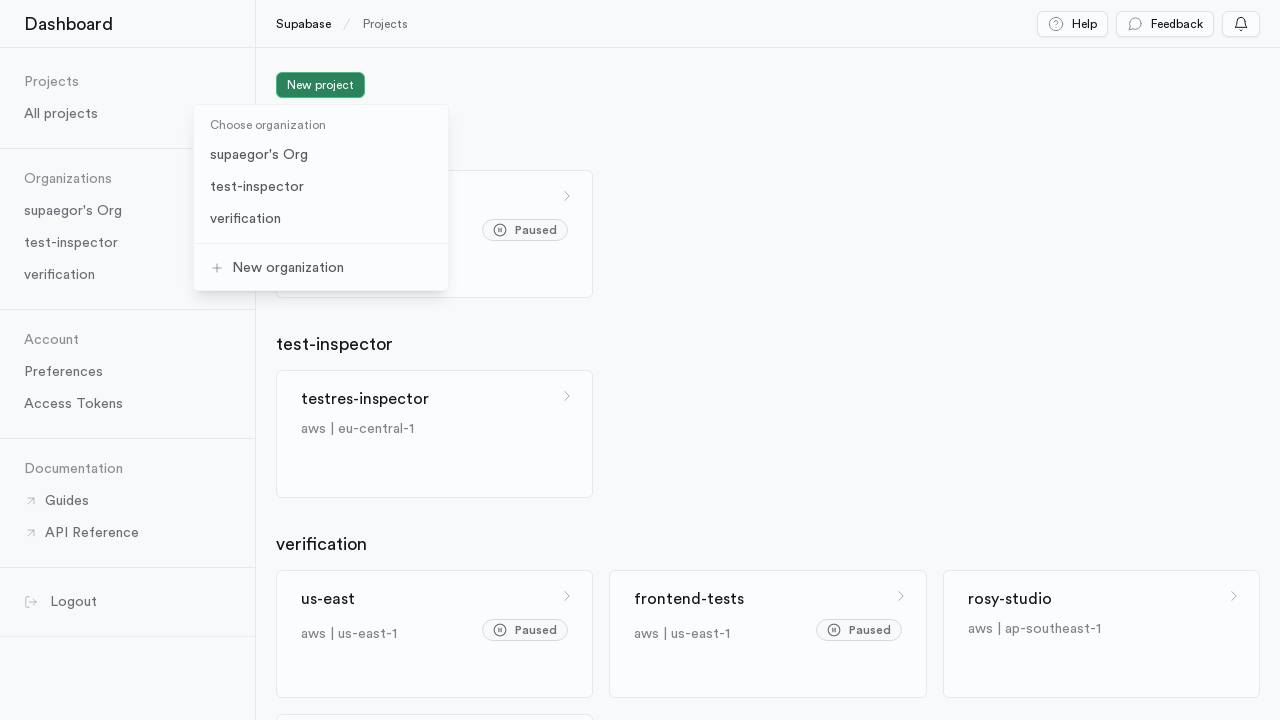 Dashboard
Supabase / Projects
Help
Feedback
Projects
All projects
Organizations
supaegor's Org
test-inspector
verification
Account
Preferences
Access Tokens
Documentation
Guides
API Reference
Logout
New project
Choose organization
supaegor's Org
test-inspector
verification
New organization
Paused
test-inspector
testres-inspector
aws | eu-central-1
verification
us-east
aws | us-east-1
Paused
frontend-tests
aws | us-east-1
Paused
rosy-studio
aws | ap-southeast-1